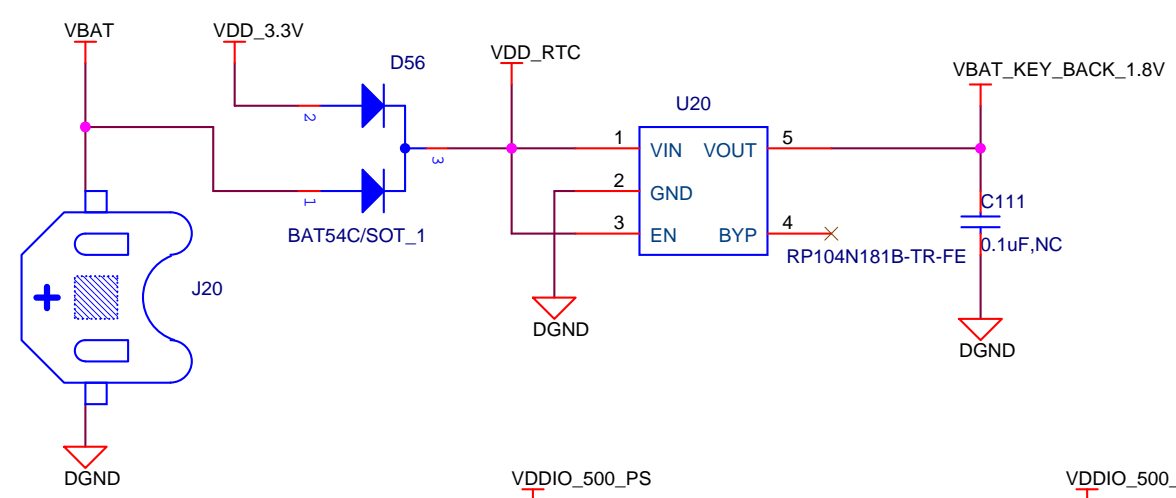 VBAT
VDD_3.3V
D56
VDD_RTC
VBAT_KEY_BACK_1.8V
U20
2
3
1
BAT54C/SOT_1
1
VIN
VOUT
5
2
GND
3
EN
BYP
4
RP104N181B-TR-FE
C111
0.1uF,NC
+
J20
DGND
DGND
DGND
VDDIO_500_PS
VDDIO_500_